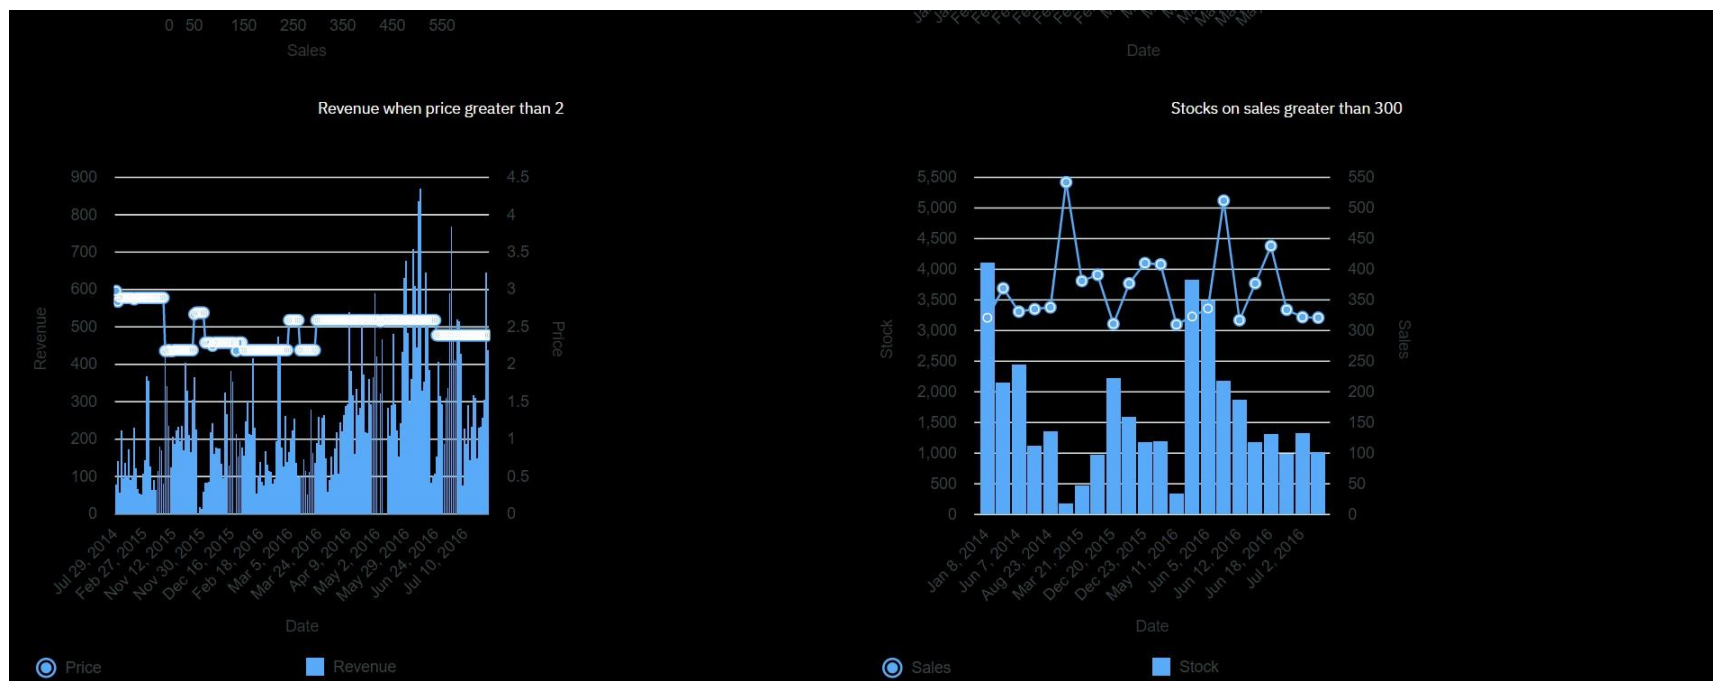 0 50 150 250 350 450 550
Sales
Date
Revenue when price greater than 2
900
800
700
600
500
400
300
200
100
0
Revenue
4.5
4
3.5
3
2.5
2
1.5
1
0.5
0
Price
Jul 29, 2014
Feb 27, 2015
Nov 12, 2015
Nov 30, 2015
Dec 16, 2015
Feb 18, 2016
Mar 5, 2016
Mar 24, 2016
Apr 9, 2016
May 2, 2016
May 29, 2016
Jun 24, 2016
Jul 10, 2016
Date
Price
Revenue
Stocks on sales greater than 300
5,500
5,000
4,500
4,000
3,500
3,000
2,500
2,000
1,500
1,000
500
0
Stock
550
500
450
400
350
300
250
200
150
100
50
0
Sales
Jan 8, 2014
Jun 7, 2014
Aug 23, 2014
Mar 21, 2015
Dec 20, 2015
Dec 23, 2015
May 11, 2016
Jun 5, 2016
Jun 12, 2016
Jun 18, 2016
Jul 2, 2016
Date
Sales
Stock